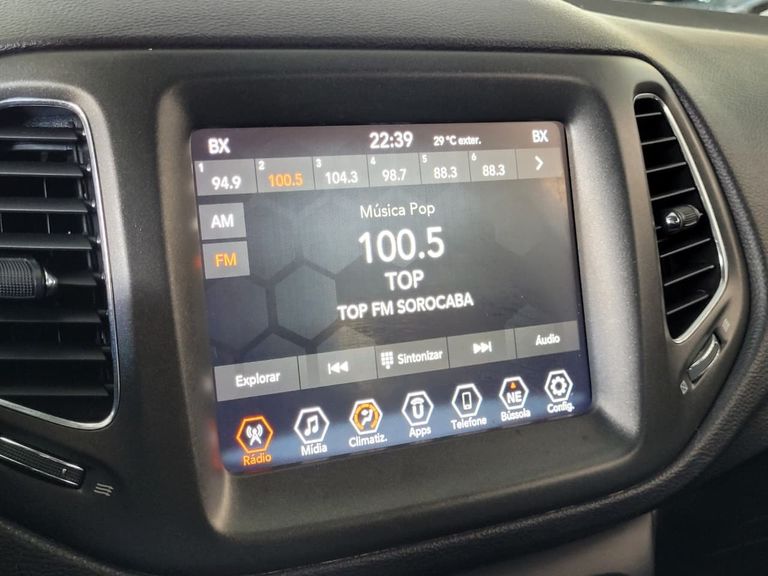 BX 22:39 29 °C exter. BX
1 94.9 2 100.5 3 104.3 4 98.7 5 88.3 6 88.3
AM
Música Pop
100.5
FM
TOP
TOP FM SOROCABA
Explorar Sintonizar Áudio
Rádio Mídia Climatiz. Apps Telefone NE Bússola Config.